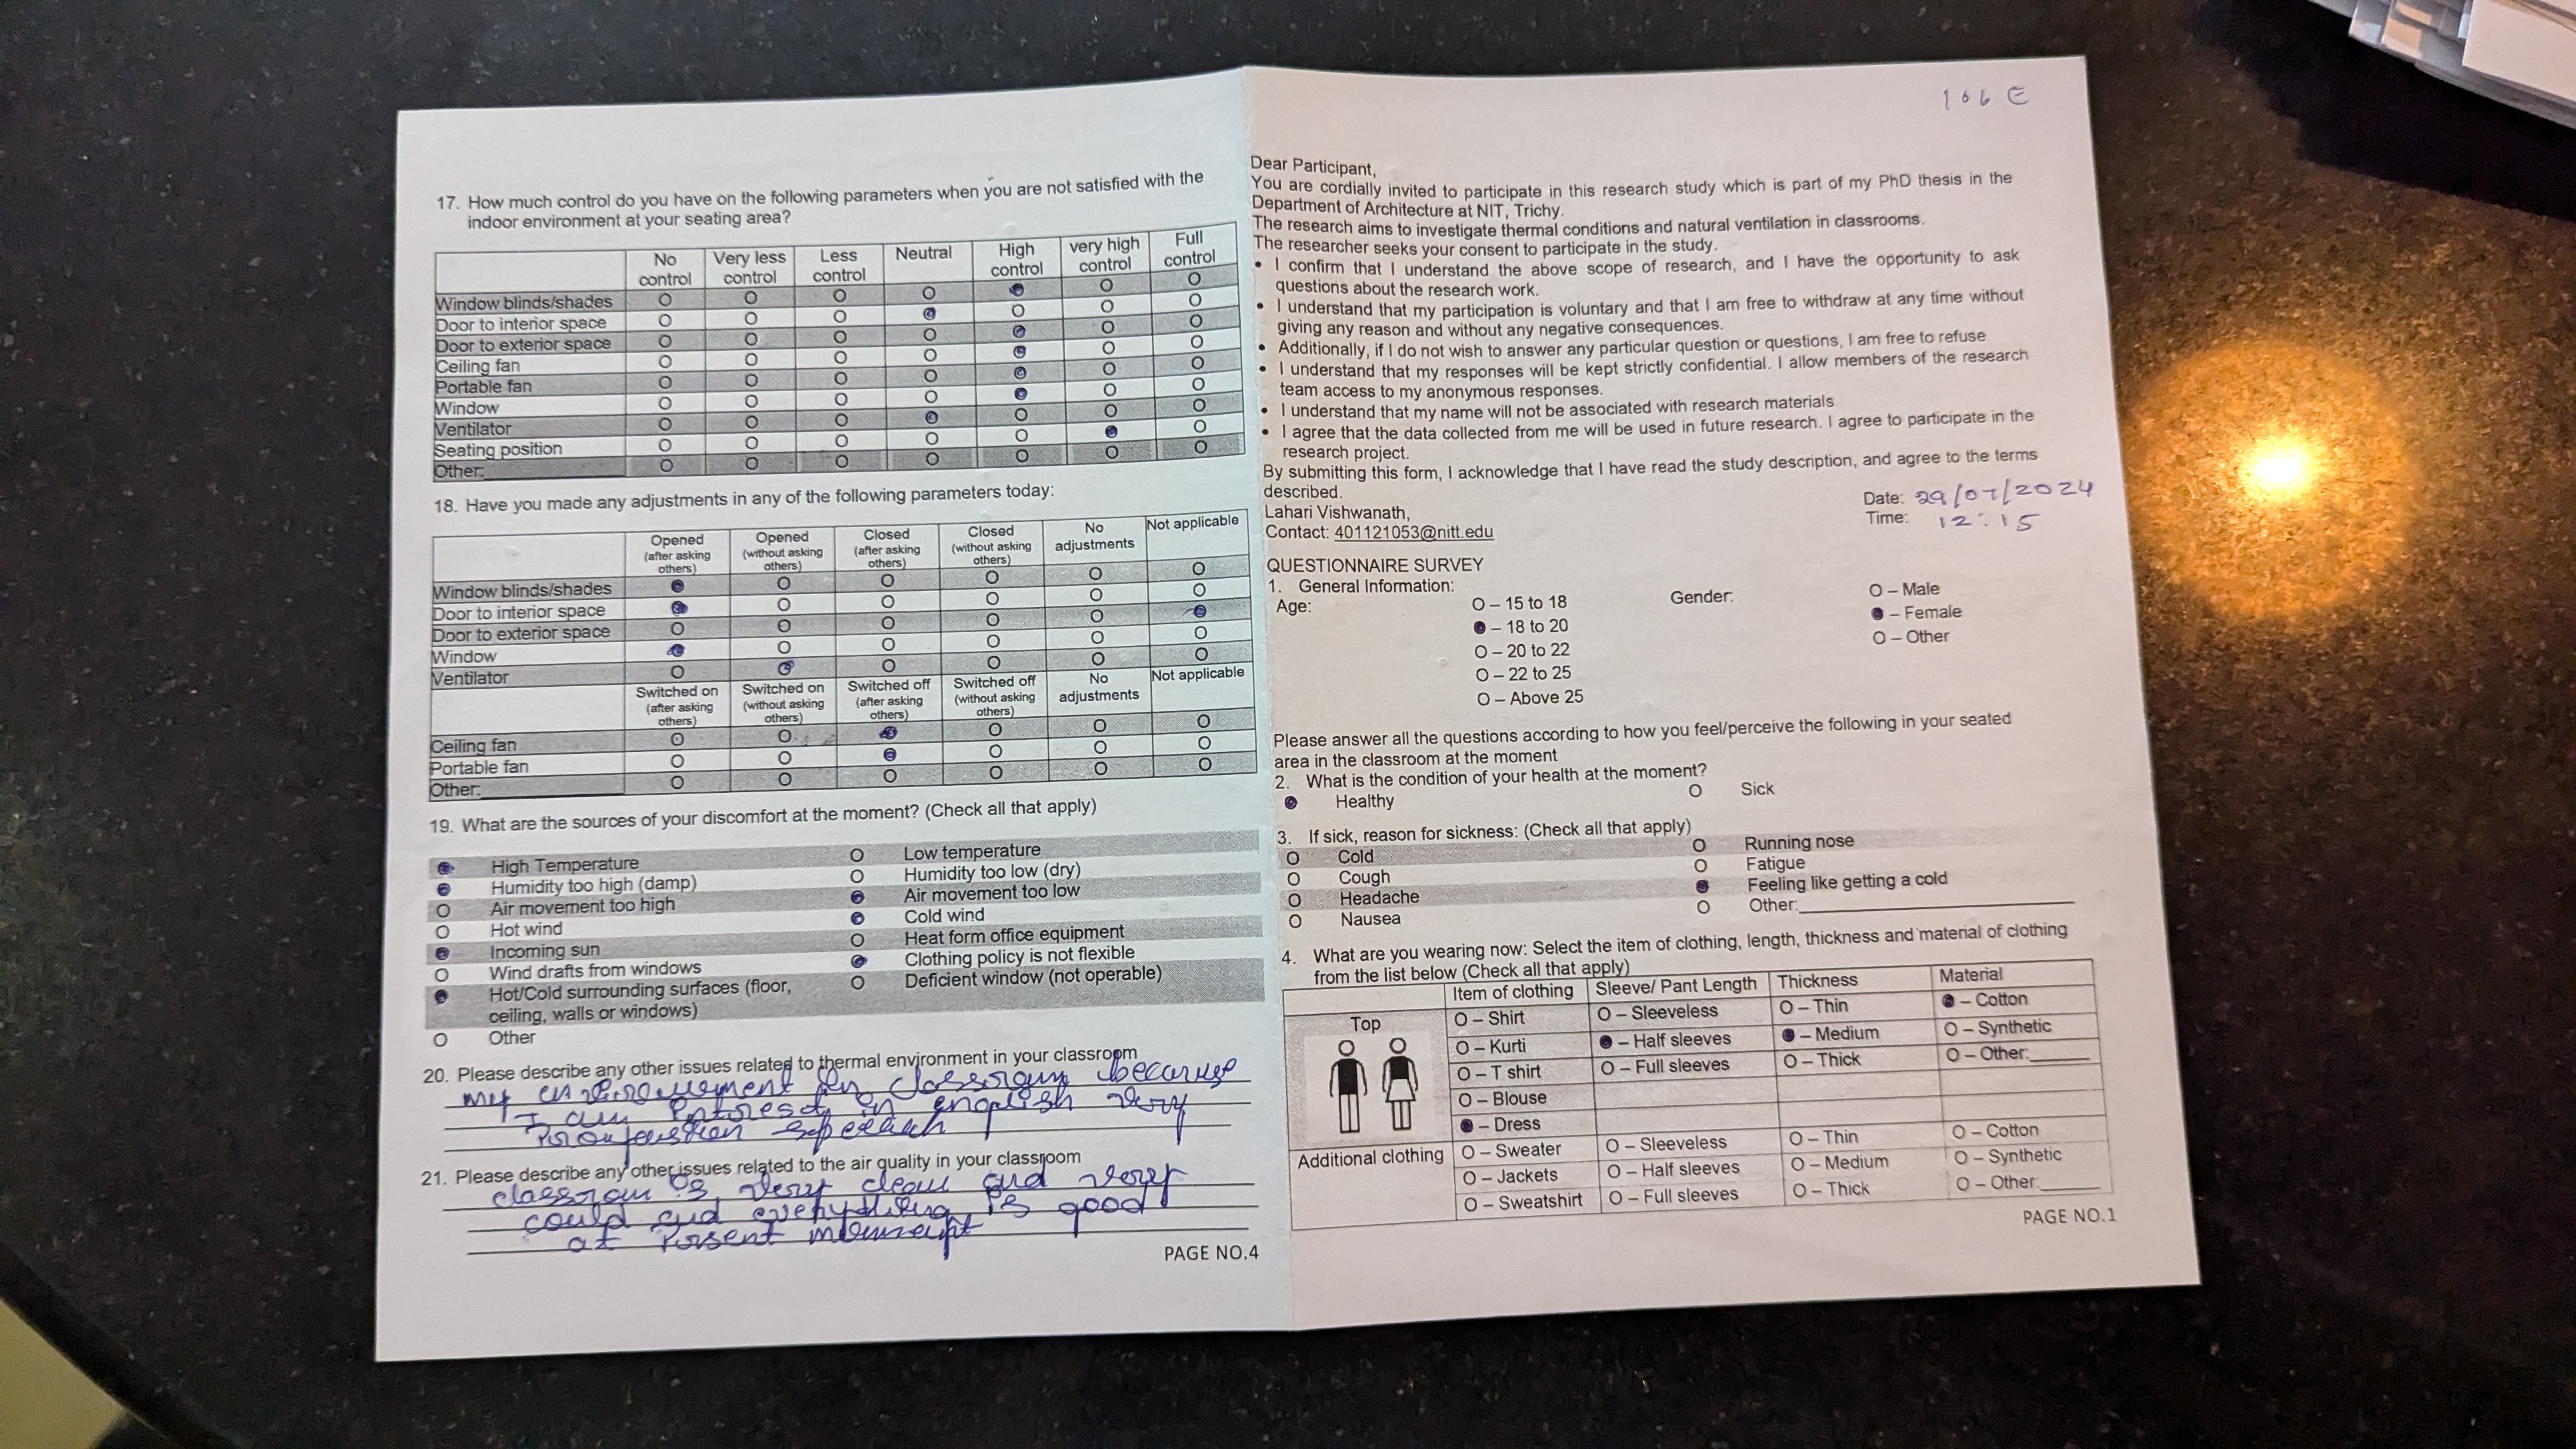 17. How much control do you have on the following parameters when you are not satisfied with the
indoor environment at your seating area?
No control Very less control Less control Neutral High control very high control Full control
Window blinds/shades O O O O ● O O
Door to interior space O O O ● O O O
Door to exterior space O O O O ● O O
Ceiling fan O O O O ● O O
Portable fan O O O O ● O O
Window O O O O ● O O
Ventilator O O O ● O O O
Seating position O O O O O ● O
Other: O O O O O O O
18. Have you made any adjustments in any of the following parameters today:
Opened (after asking others) Opened (without asking others) Closed (after asking others) Closed (without asking others) No adjustments Not applicable
Window blinds/shades ● O O O O O
Door to interior space ● O O O O O
Door to exterior space O O O O O ●
Window ● O O O O O
Ventilator O ● O O O O
Switched on (after asking others) Switched on (without asking others) Switched off (after asking others) Switched off (without asking others) No adjustments Not applicable
Ceiling fan O O ● O O O
Portable fan O O ● O O O
Other: O O O O O O
19. What are the sources of your discomfort at the moment? (Check all that apply)
● High Temperature O Low temperature
● Humidity too high (damp) O Humidity too low (dry)
O Air movement too high ● Air movement too low
O Hot wind ● Cold wind
● Incoming sun O Heat form office equipment
O Wind drafts from windows ● Clothing policy is not flexible
● Hot/Cold surrounding surfaces (floor, O Deficient window (not operable)
ceiling, walls or windows)
O Other
20. Please describe any other issues related to thermal environment in your classroom
my in classroom because
I am in english very
21. Please describe any other issues related to the air quality in your classroom
classroom is very clean and very
could and everything is good
at
PAGE NO.4
106 E
Dear Participant,
You are cordially invited to participate in this research study which is part of my PhD thesis in the
Department of Architecture at NIT, Trichy.
The research aims to investigate thermal conditions and natural ventilation in classrooms.
The researcher seeks your consent to participate in the study.
• I confirm that I understand the above scope of research, and I have the opportunity to ask
questions about the research work.
• I understand that my participation is voluntary and that I am free to withdraw at any time without
giving any reason and without any negative consequences.
• Additionally, if I do not wish to answer any particular question or questions, I am free to refuse
• I understand that my responses will be kept strictly confidential. I allow members of the research
team access to my anonymous responses.
• I understand that my name will not be associated with research materials
• I agree that the data collected from me will be used in future research. I agree to participate in the
research project.
By submitting this form, I acknowledge that I have read the study description, and agree to the terms
described.
Lahari Vishwanath,
Contact: 401121053@nitt.edu
Date: 29/07/2024
Time: 12:15
QUESTIONNAIRE SURVEY
1. General Information:
Age: O – 15 to 18 Gender: O – Male
● – 18 to 20 ● – Female
O – 20 to 22 O – Other
O – 22 to 25
O – Above 25
Please answer all the questions according to how you feel/perceive the following in your seated
area in the classroom at the moment
2. What is the condition of your health at the moment?
● Healthy O Sick
3. If sick, reason for sickness: (Check all that apply)
O Cold O Running nose
O Cough O Fatigue
O Headache ● Feeling like getting a cold
O Nausea O Other:
4. What are you wearing now: Select the item of clothing, length, thickness and material of clothing
from the list below (Check all that apply)
Item of clothing Sleeve/ Pant Length Thickness Material
Top O – Shirt O – Sleeveless O – Thin ● – Cotton
O – Kurti ● – Half sleeves ● – Medium O – Synthetic
O – T shirt O – Full sleeves O – Thick O – Other:
O – Blouse
● – Dress
Additional clothing O – Sweater O – Sleeveless O – Thin O – Cotton
O – Jackets O – Half sleeves O – Medium O – Synthetic
O – Sweatshirt O – Full sleeves O – Thick O – Other:
PAGE NO.1